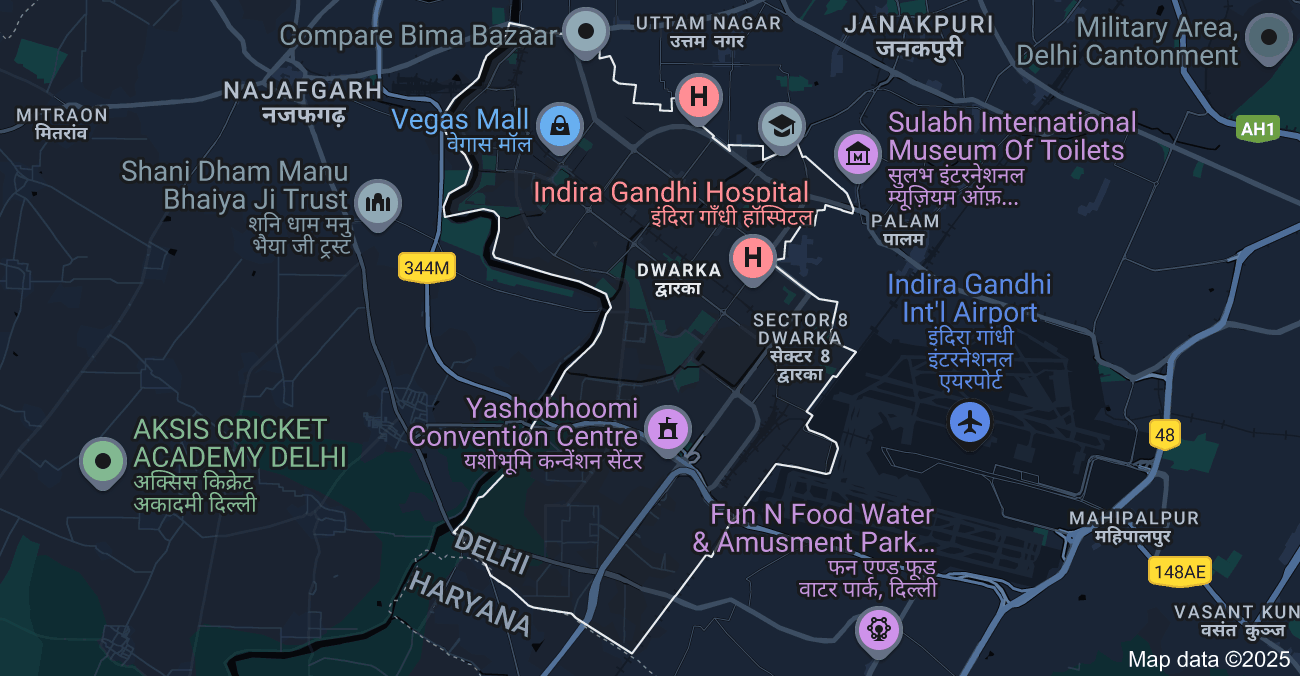 Compare Bima Bazaar
UTTAM NAGAR
उत्तम नगर
JANAKPURI
जनकपुरी
Military Area,
Delhi Cantonment
NAJAFGARH
नजफगढ़
MITRAON
मितरांव
Vegas Mall
वेगास मॉल
H
AH1
Sulabh International
Museum Of Toilets
सुलभ इंटरनेशनल
म्यूज़ियम ऑफ़...
Shani Dham Manu
Bhaiya Ji Trust
शनि धाम मनु
भैया जी ट्रस्ट
Indira Gandhi Hospital
इंदिरा गाँधी हॉस्पिटल
PALAM
पालम
344M
DWARKA
द्वारका
H
Indira Gandhi
Int'l Airport
इंदिरा गांधी
इंटरनेशनल
एयरपोर्ट
SECTOR 8
DWARKA
सेक्टर 8
द्वारका
Yashobhoomi
Convention Centre
यशोभूमि कन्वेंशन सेंटर
AKSIS CRICKET
ACADEMY DELHI
अक्सिस क्रिकेट
अकादमी दिल्ली
48
Fun N Food Water
& Amusment Park...
फन एण्ड फूड
वाटर पार्क, दिल्ली
MAHIPALPUR
महिपालपुर
DELHI
HARYANA
148AE
VASANT KUN
वसंत कुञ्ज
Map data ©2025